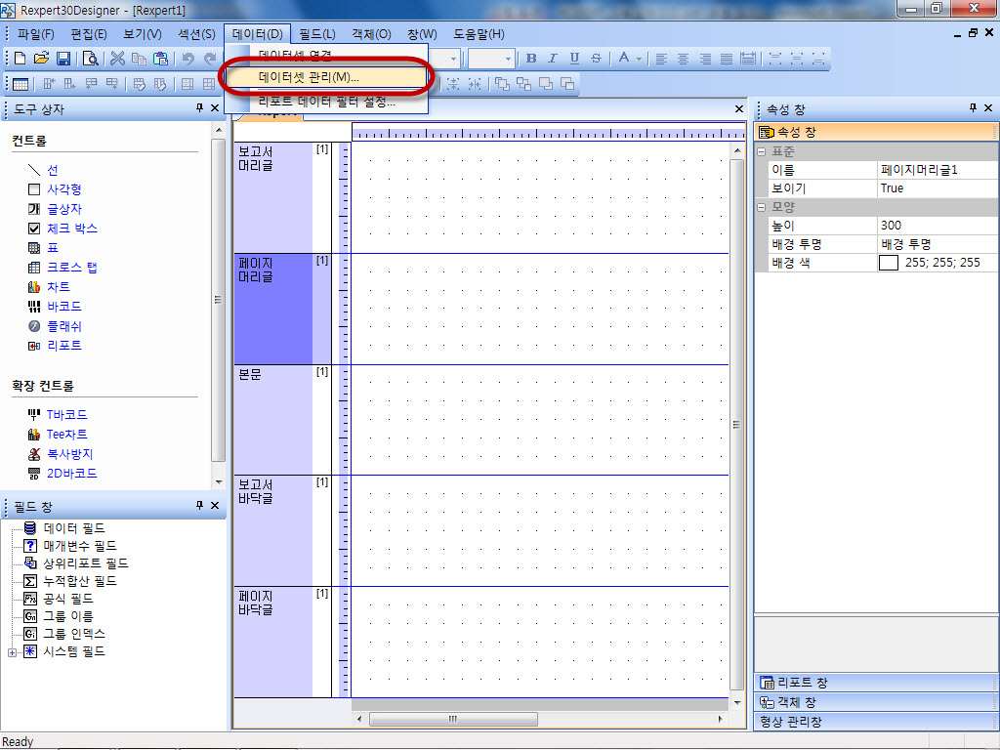 Rexpert30Designer - [Rexpert1]
파일(F) 편집(E) 보기(V) 섹션(S) 데이터(D) 필드(L) 객체(O) 창(W) 도움말(H)
데이터셋 연결
데이터셋 관리(M)...
리포트 데이터 필터 설정...
도구 상자
컨트롤
선
사각형
글상자
체크 박스
표
크로스 탭
차트
바코드
플래쉬
리포트
확장 컨트롤
T바코드
Tee차트
복사방지
2D바코드
필드 창
데이터 필드
매개변수 필드
상위리포트 필드
누적합산 필드
공식 필드
그룹 이름
그룹 인덱스
시스템 필드
보고서 [1]
머리글
페이지 [1]
머리글
본문 [1]
보고서 [1]
바닥글
페이지 [1]
바닥글
속성 창
속성 창
표준
이름 페이지머리글1
보이기 True
모양
높이 300
배경 투명 배경 투명
배경 색 255; 255; 255
리포트 창
객체 창
형상 관리창
Ready